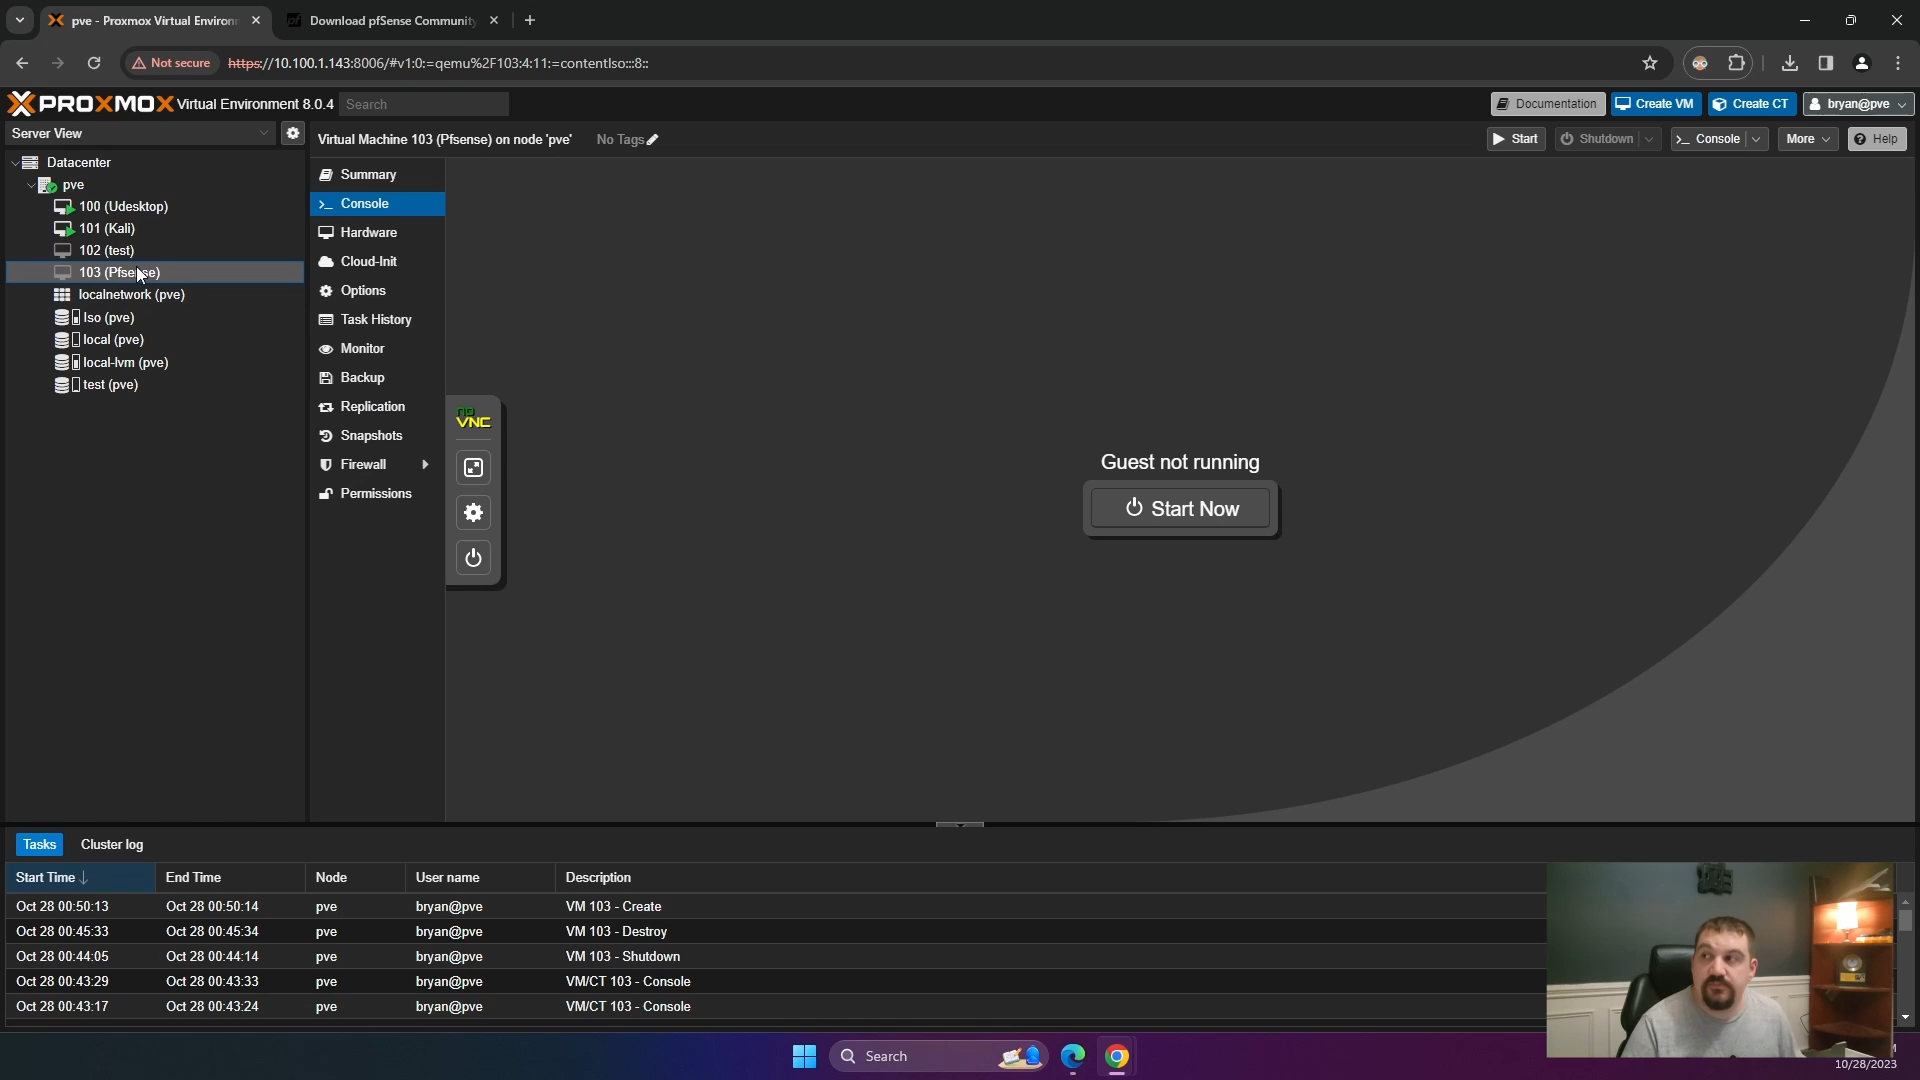 pve - Proxmox Virtual Environ
Download pfSense Community
Not secure
https://10.100.1.143:8006/#v1:0:=qemu%2F103:4:11:=contentIso:::8::
PROXMOX Virtual Environment 8.0.4
Search
Documentation
Create VM
Create CT
bryan@pve
Server View
Virtual Machine 103 (Pfsense) on node 'pve'
No Tags
Start
Shutdown
Console
More
Help
Datacenter
pve
100 (Udesktop)
101 (Kali)
102 (test)
103 (Pfsense)
localnetwork (pve)
Iso (pve)
local (pve)
local-lvm (pve)
test (pve)
Summary
Console
Hardware
Cloud-Init
Options
Task History
Monitor
Backup
Replication
Snapshots
Firewall
Permissions
no
VNC
Guest not running
Start Now
Tasks
Cluster log
Start Time End Time Node User name Description
Oct 28 00:50:13 Oct 28 00:50:14 pve bryan@pve VM 103 - Create
Oct 28 00:45:33 Oct 28 00:45:34 pve bryan@pve VM 103 - Destroy
Oct 28 00:44:05 Oct 28 00:44:14 pve bryan@pve VM 103 - Shutdown
Oct 28 00:43:29 Oct 28 00:43:33 pve bryan@pve VM/CT 103 - Console
Oct 28 00:43:17 Oct 28 00:43:24 pve bryan@pve VM/CT 103 - Console
Search
10/28/2023